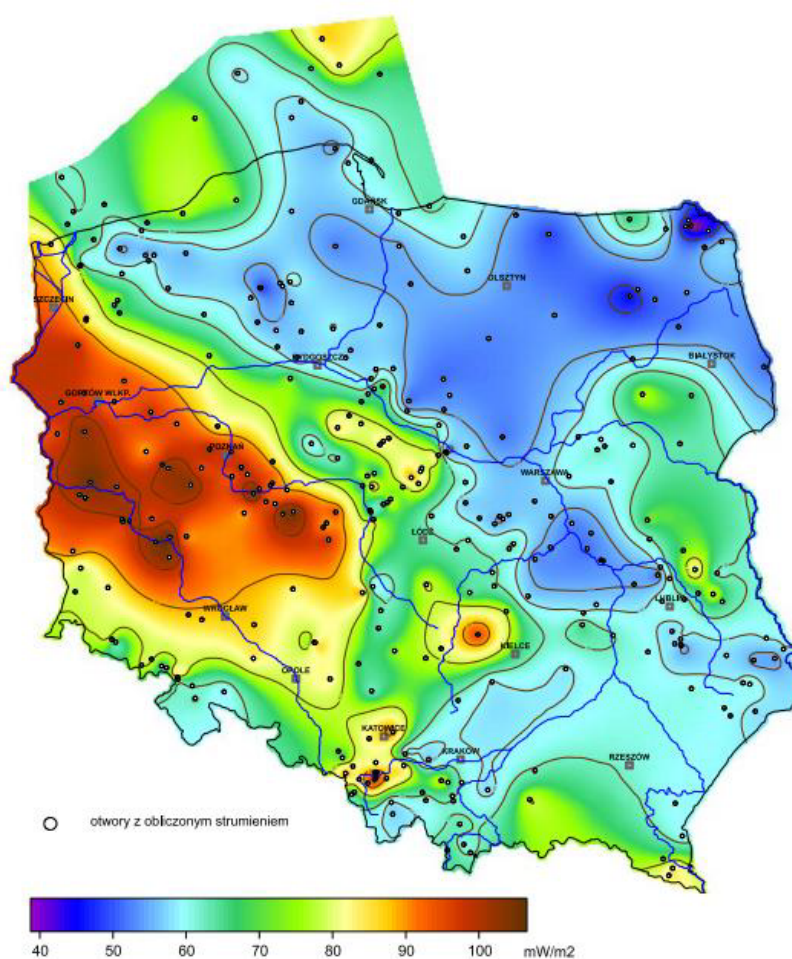 GDAŃSK
OLSZTYN
SZCZECIN
BYDGOSZCZ
BIAŁYSTOK
GORZÓW WLKP.
POZNAŃ
WARSZAWA
ŁÓDŹ
LUBLIN
WROCŁAW
KIELCE
OPOLE
KATOWICE
KRAKÓW
RZESZÓW
otwory z obliczonym strumieniem
40 50 60 70 80 90 100 mW/m2